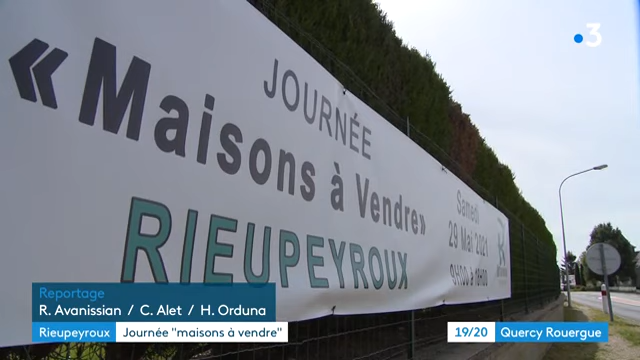 3
JOURNÉE
«Maisons à Vendre»
RIEUPEYROUX
Samedi
29 Mai 2021
Reportage
R. Avanissian / C. Alet / H. Orduna
Rieupeyroux
Journée "maisons à vendre"
19/20
Quercy Rouergue